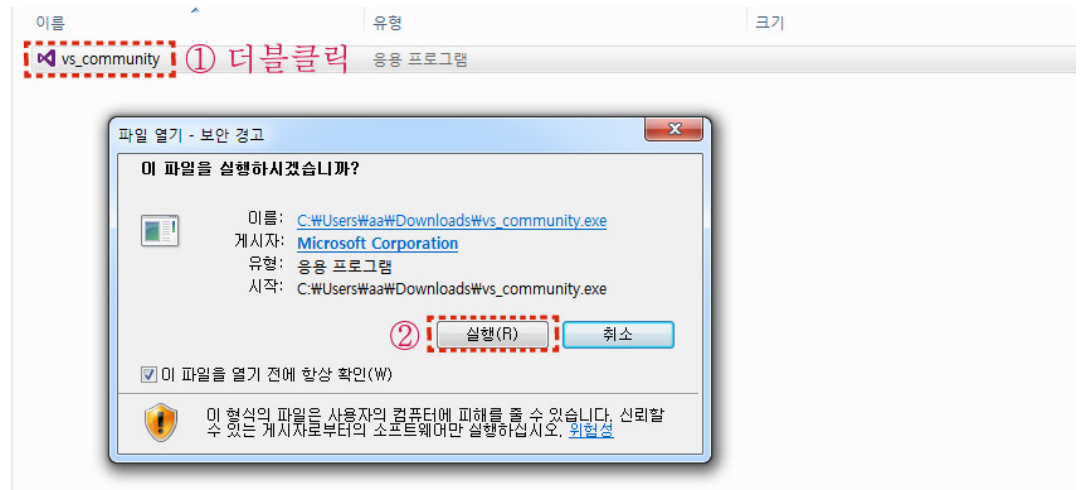 이름 유형 크기
vs_community ① 더블클릭 응용 프로그램
파일 열기 - 보안 경고
이 파일을 실행하시겠습니까?
이름: C:₩Users₩aa₩Downloads₩vs_community.exe
게시자: Microsoft Corporation
유형: 응용 프로그램
시작: C:₩Users₩aa₩Downloads₩vs_community.exe
② 실행(R) 취소
이 파일을 열기 전에 항상 확인(W)
이 형식의 파일은 사용자의 컴퓨터에 피해를 줄 수 있습니다. 신뢰할
수 있는 게시자로부터의 소프트웨어만 실행하십시오. 위험성